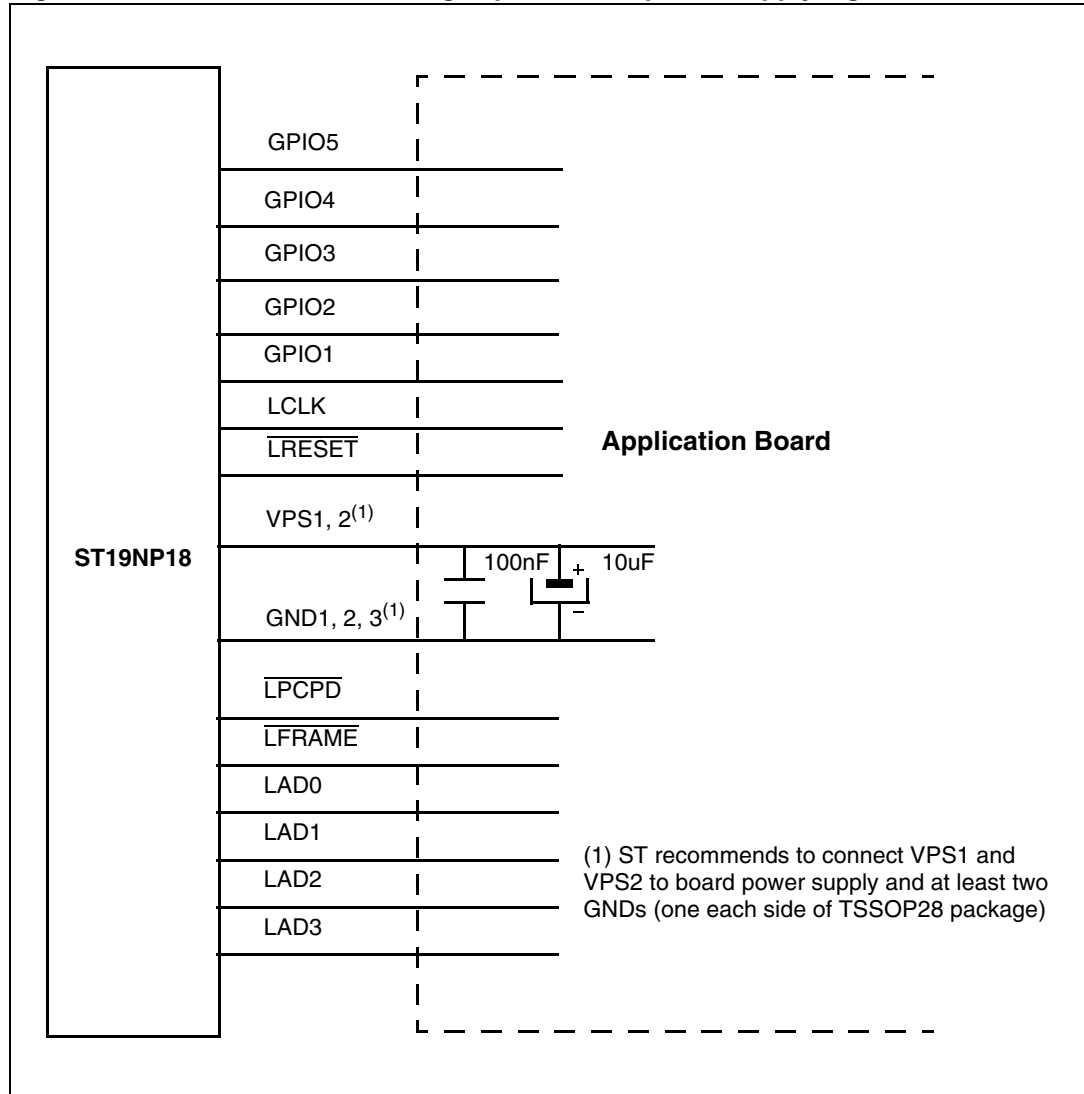 GPIO5
GPIO4
GPIO3
GPIO2
GPIO1
LCLK
LRESET
Application Board
VPS1, 2(1)
ST19NP18
100nF
+
10uF
GND1, 2, 3(1)
–
LPCPD
LFRAME
LAD0
LAD1
LAD2
LAD3
(1) ST recommends to connect VPS1 and
VPS2 to board power supply and at least two
GNDs (one each side of TSSOP28 package)